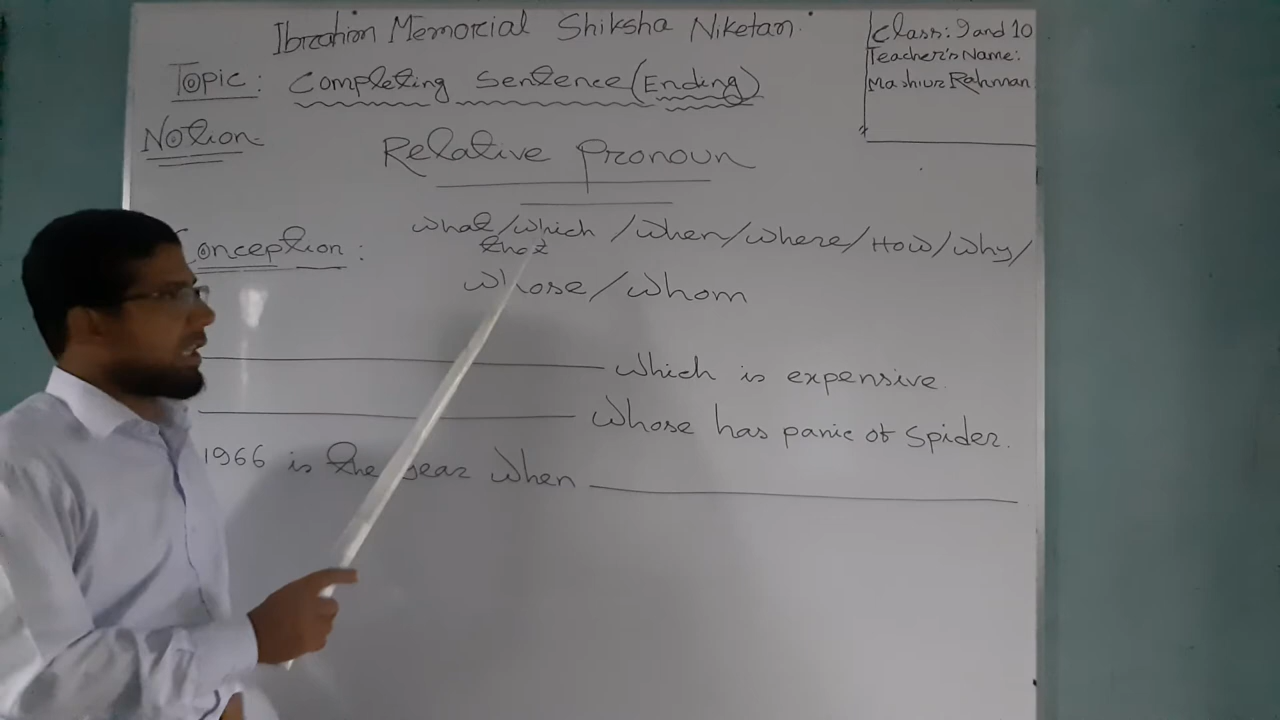 Ibrahim Memorial Shiksha Niketan.
Class: 9 and 10
Teacher's Name:
Mashiur Rahman
Topic: Completing Sentence (Ending)
Notion
Relative Pronoun
Conception: what/which/when/where/How/why/
that
whose/whom
which is expensive.
whose has panic of spider.
1966 is the year when